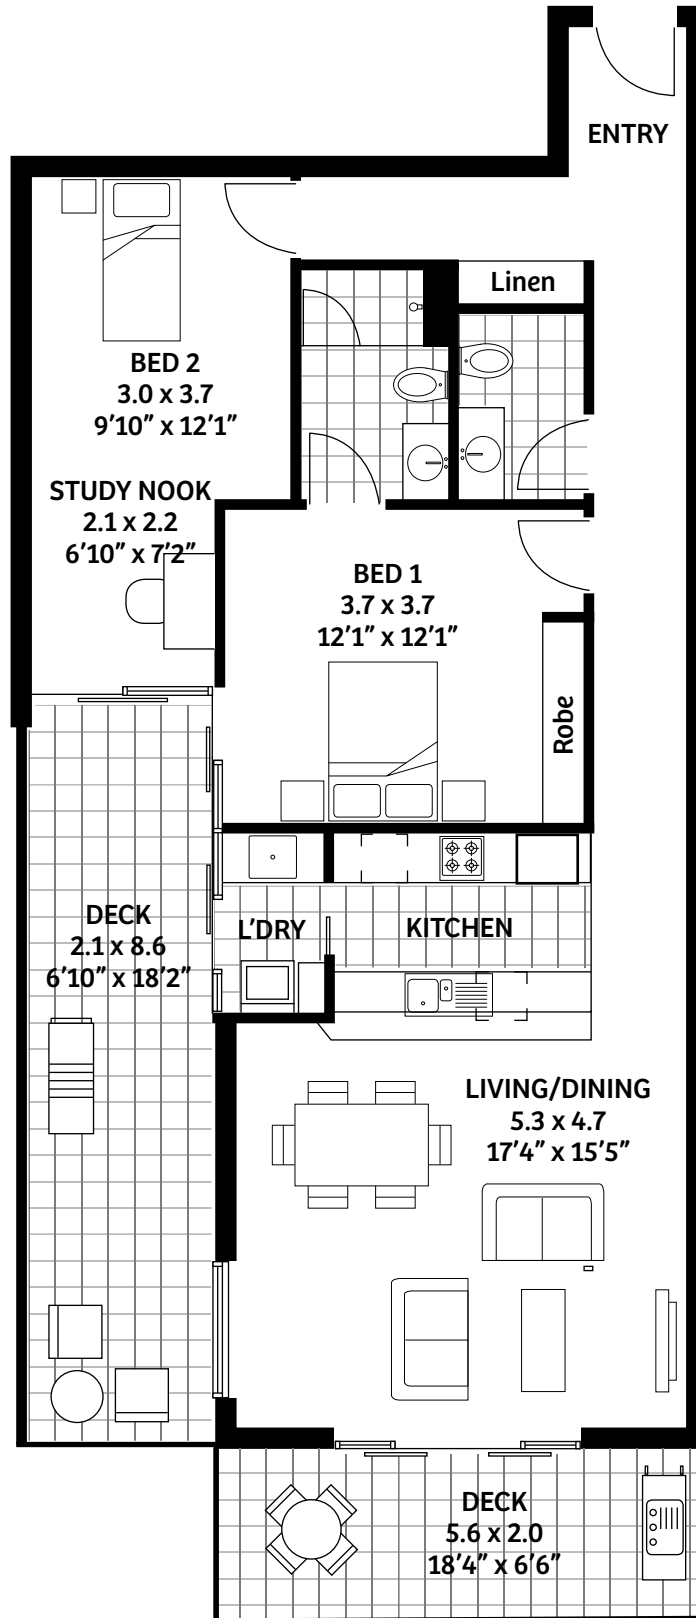 ENTRY
Linen
BED 2
3.0 x 3.7
9’10” x 12’1”
STUDY NOOK
2.1 x 2.2
6’10” x 7’2”
BED 1
3.7 x 3.7
12’1” x 12’1”
Robe
DECK
2.1 x 8.6
6’10” x 18’2”
L’DRY
KITCHEN
LIVING/DINING
5.3 x 4.7
17’4” x 15’5”
DECK
5.6 x 2.0
18’4” x 6’6”